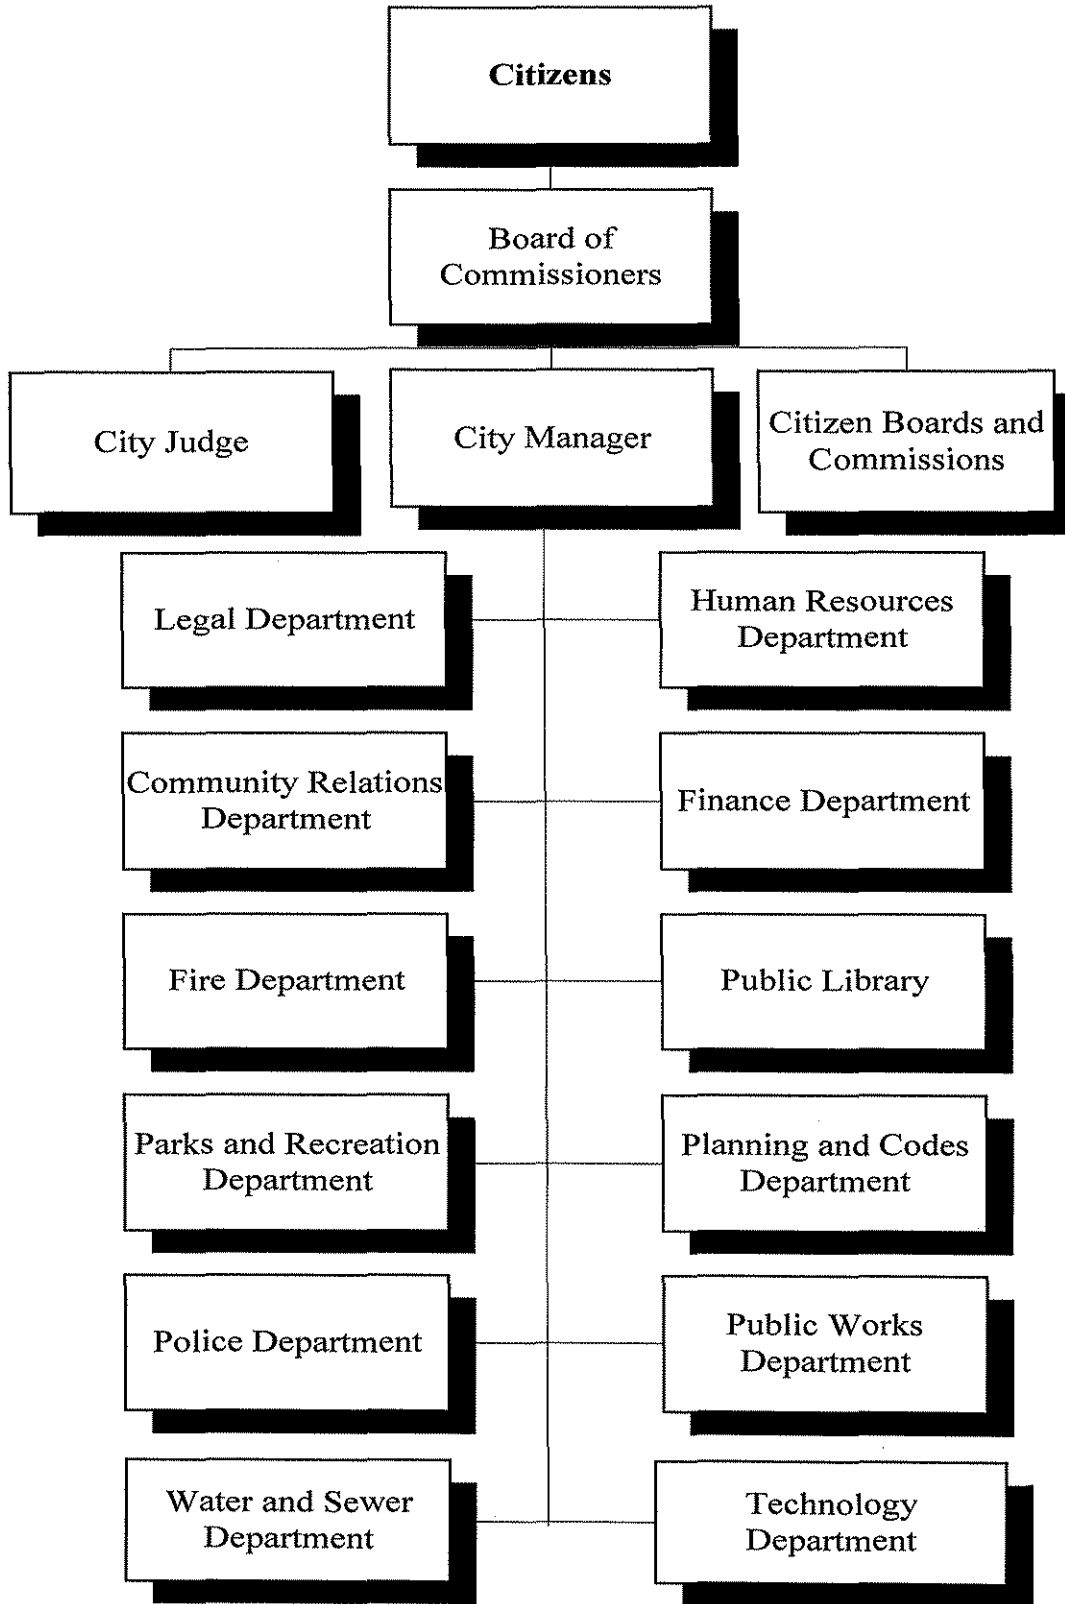 Citizens
Board of
Commissioners
City Judge
City Manager
Citizen Boards and
Commissions
Legal Department
Human Resources
Department
Community Relations
Department
Finance Department
Fire Department
Public Library
Parks and Recreation
Department
Planning and Codes
Department
Police Department
Public Works
Department
Water and Sewer
Department
Technology
Department